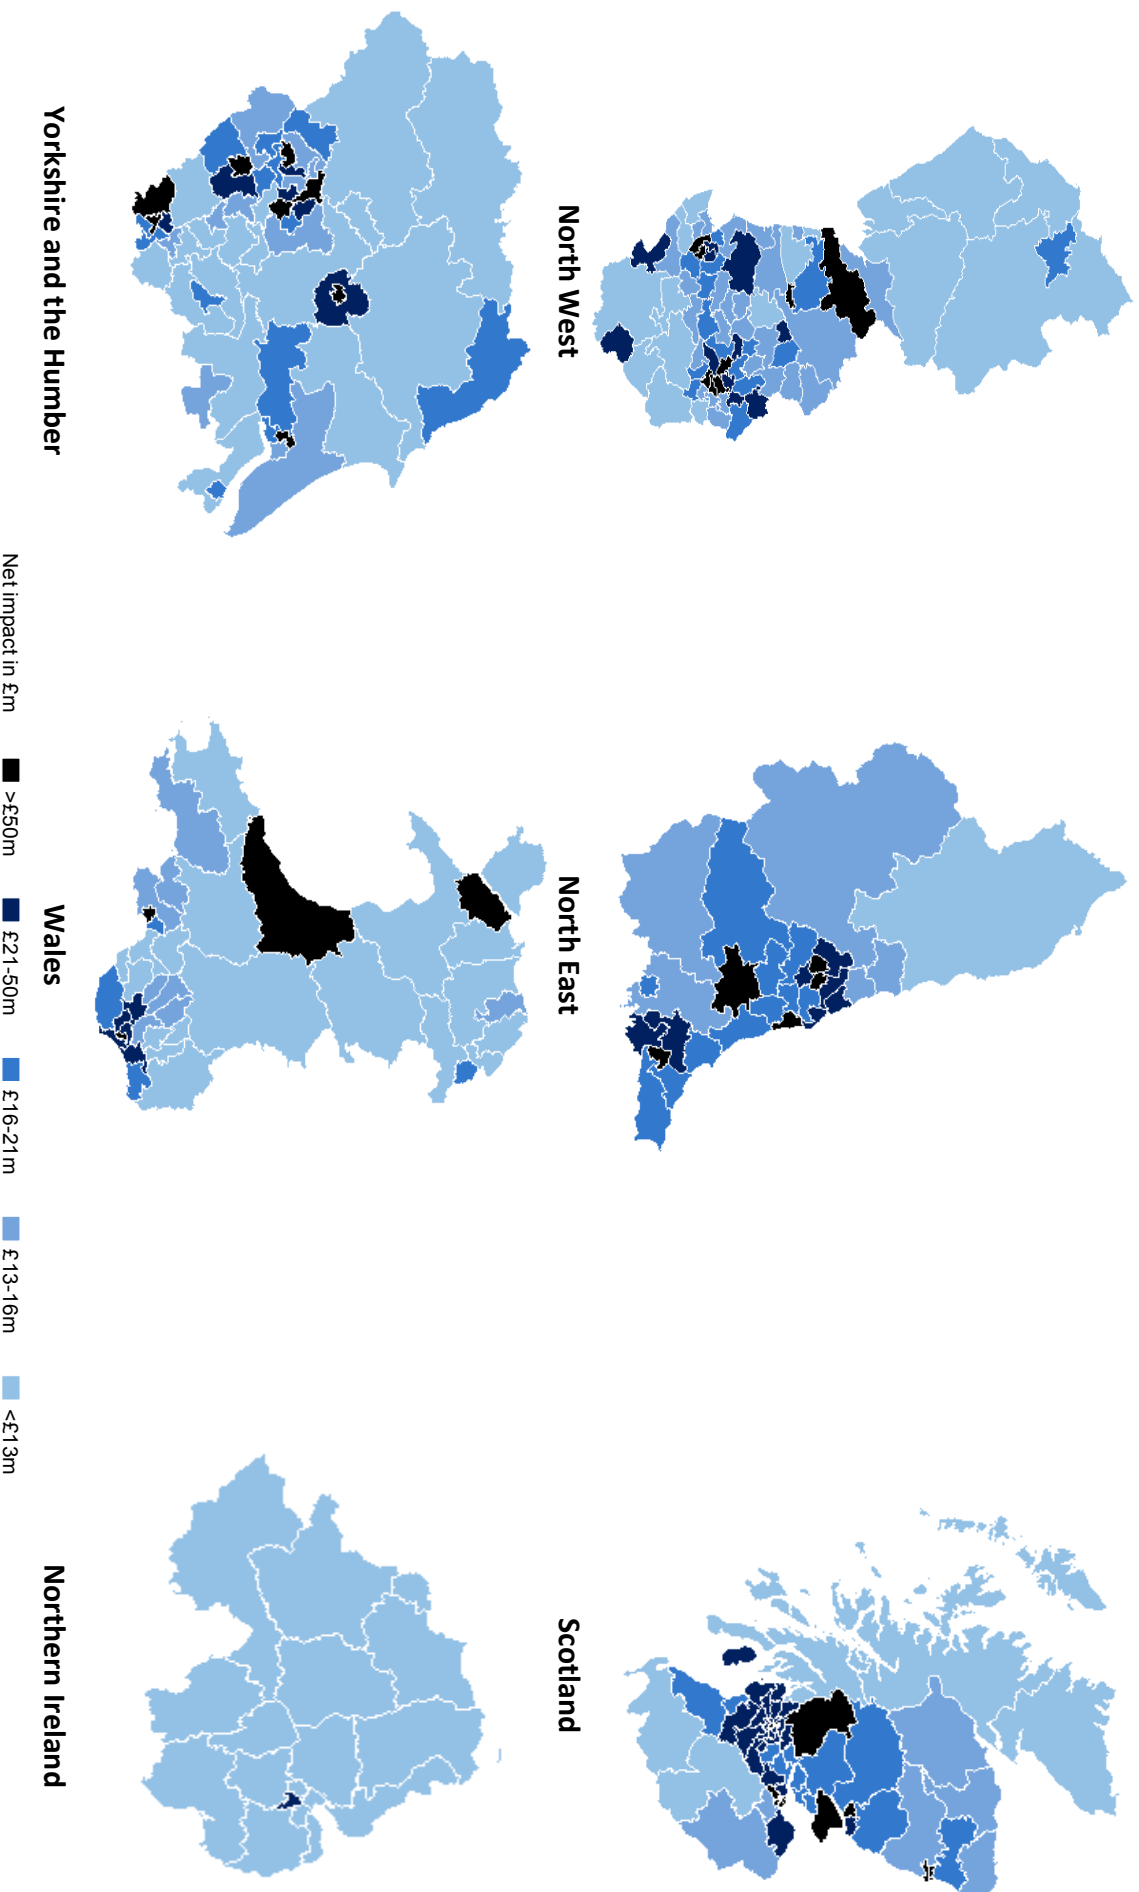 North West
North East
Scotland
Yorkshire and the Humber
Wales
Northern Ireland
Net impact in £m >£50m £21-50m £16-21m £13-16m <£13m